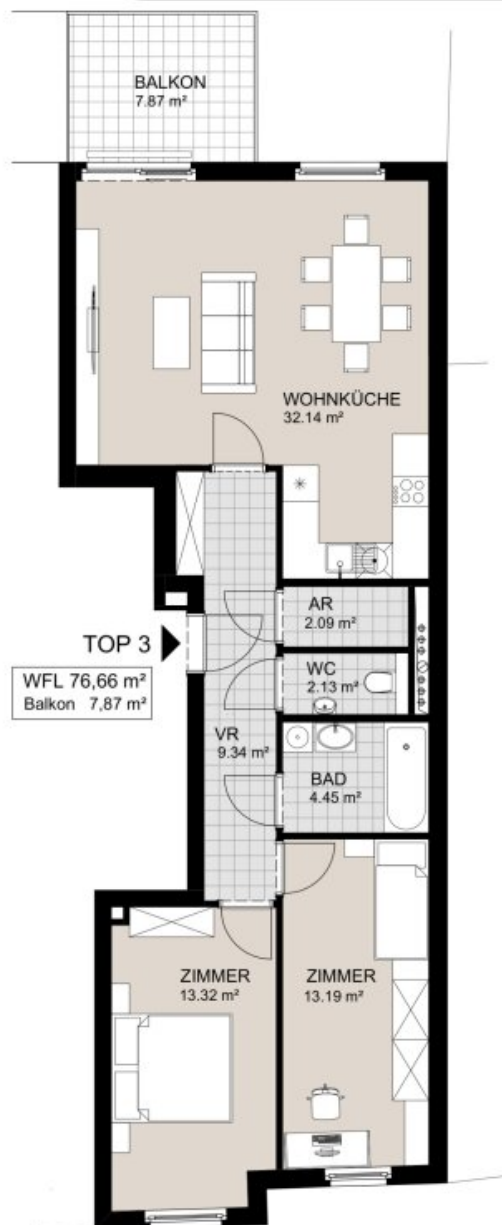 BALKON
7.87 m²
WOHNKÜCHE
32.14 m²
AR
2.09 m²
TOP 3
WFL 76,66 m²
Balkon 7,87 m²
WC
2.13 m²
VR
9.34 m²
BAD
4.45 m²
ZIMMER
13.32 m²
ZIMMER
13.19 m²